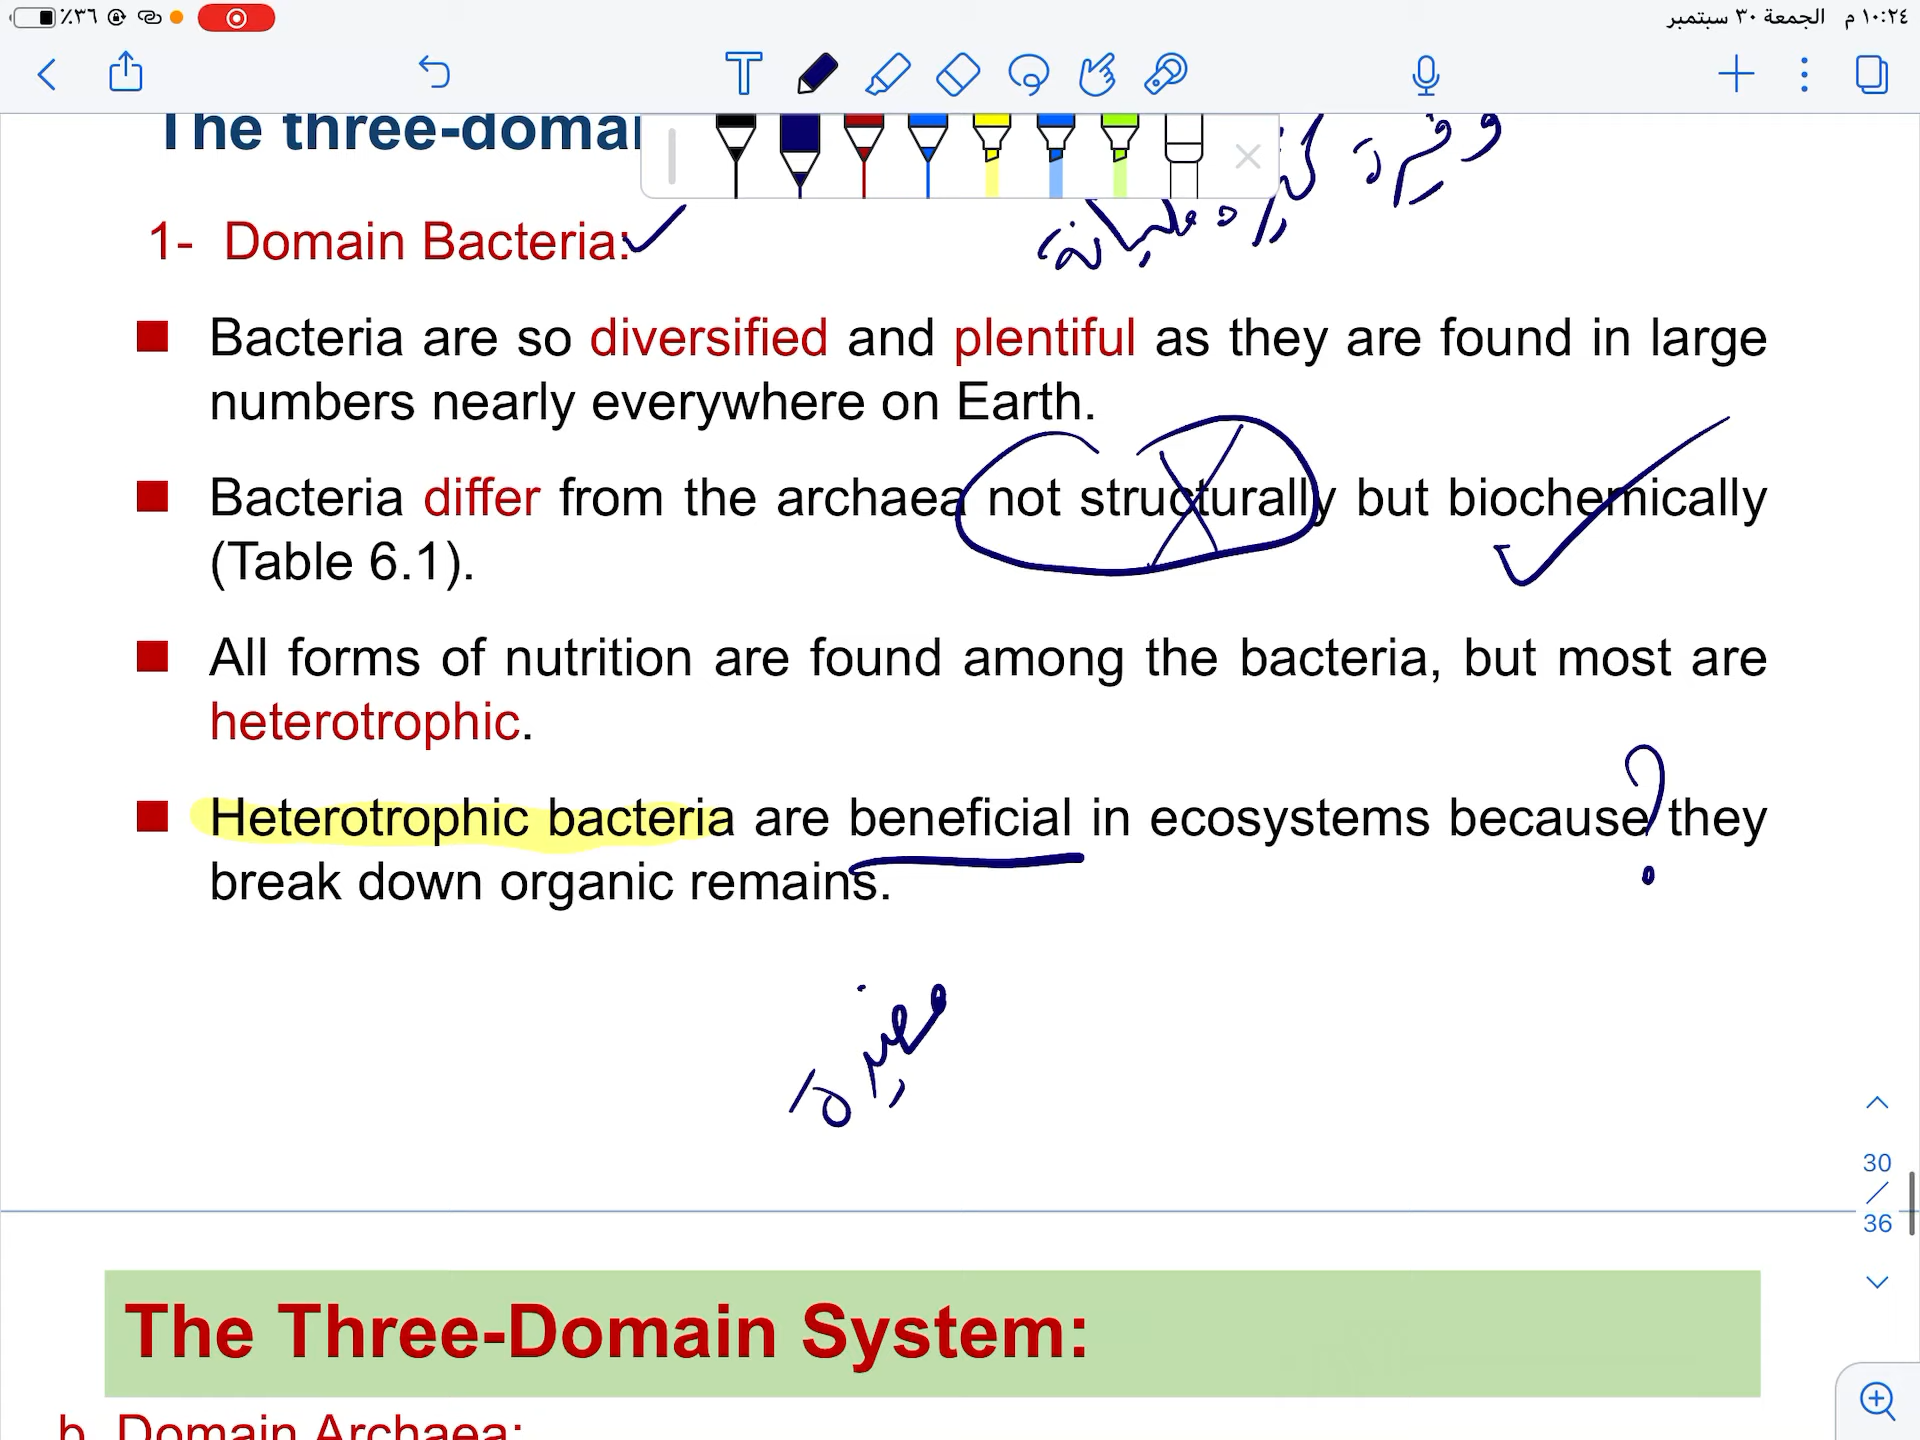 ٪٣٦
١٠:٢٤ م الجمعة ٣٠ سبتمبر
T
The three-domai
1- Domain Bacteria:
Bacteria are so diversified and plentiful as they are found in large
numbers nearly everywhere on Earth.
Bacteria differ from the archaea not structurally but biochemically
(Table 6.1).
All forms of nutrition are found among the bacteria, but most are
heterotrophic.
Heterotrophic bacteria are beneficial in ecosystems because ? they
break down organic remains.
30
/
36
The Three-Domain System:
b. Domain Archaea: